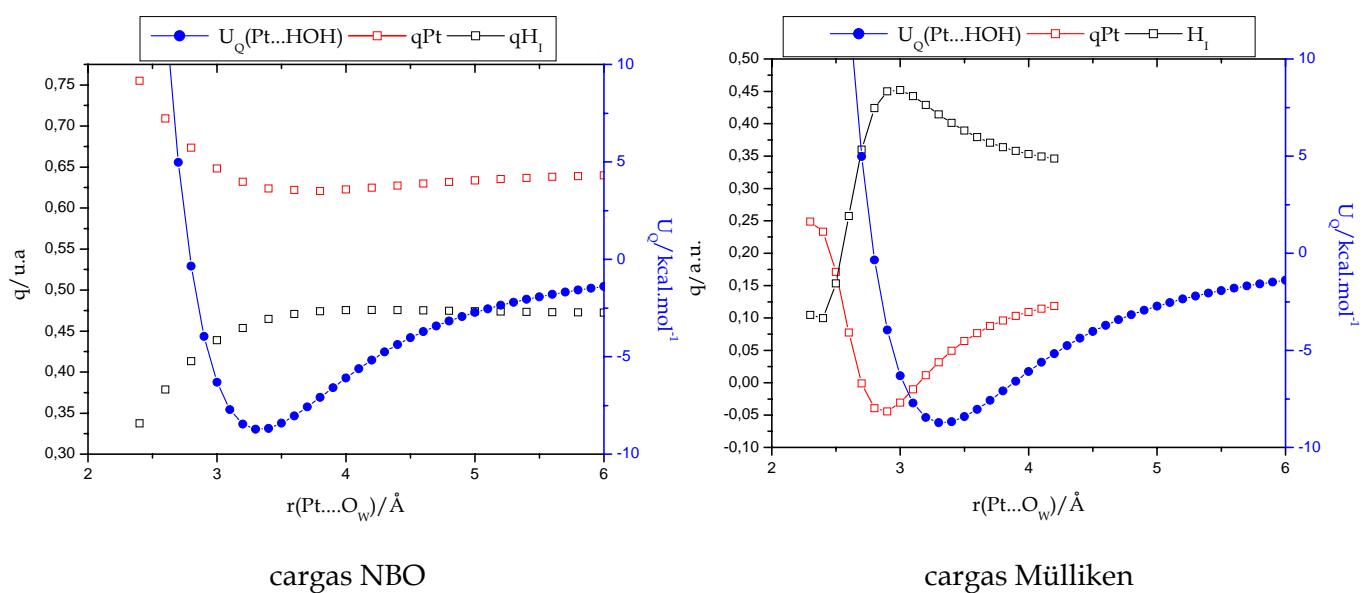 U_Q(Pt...HOH) qPt qH_I
0,75
0,70
0,65
0,60
0,55
0,50
0,45
0,40
0,35
0,30
q/u.a
10
5
0
-5
-10
U_Q/kcal.mol^-1
2 3 4 5 6
r(Pt....O_W)/Å
cargas NBO
U_Q(Pt...HOH) qPt H_I
0,50
0,45
0,40
0,35
0,30
0,25
0,20
0,15
0,10
0,05
0,00
-0,05
-0,10
q/a.u.
10
5
0
-5
-10
U_Q/kcal.mol^-1
2 3 4 5 6
r(Pt...O_W)/Å
cargas Mülliken